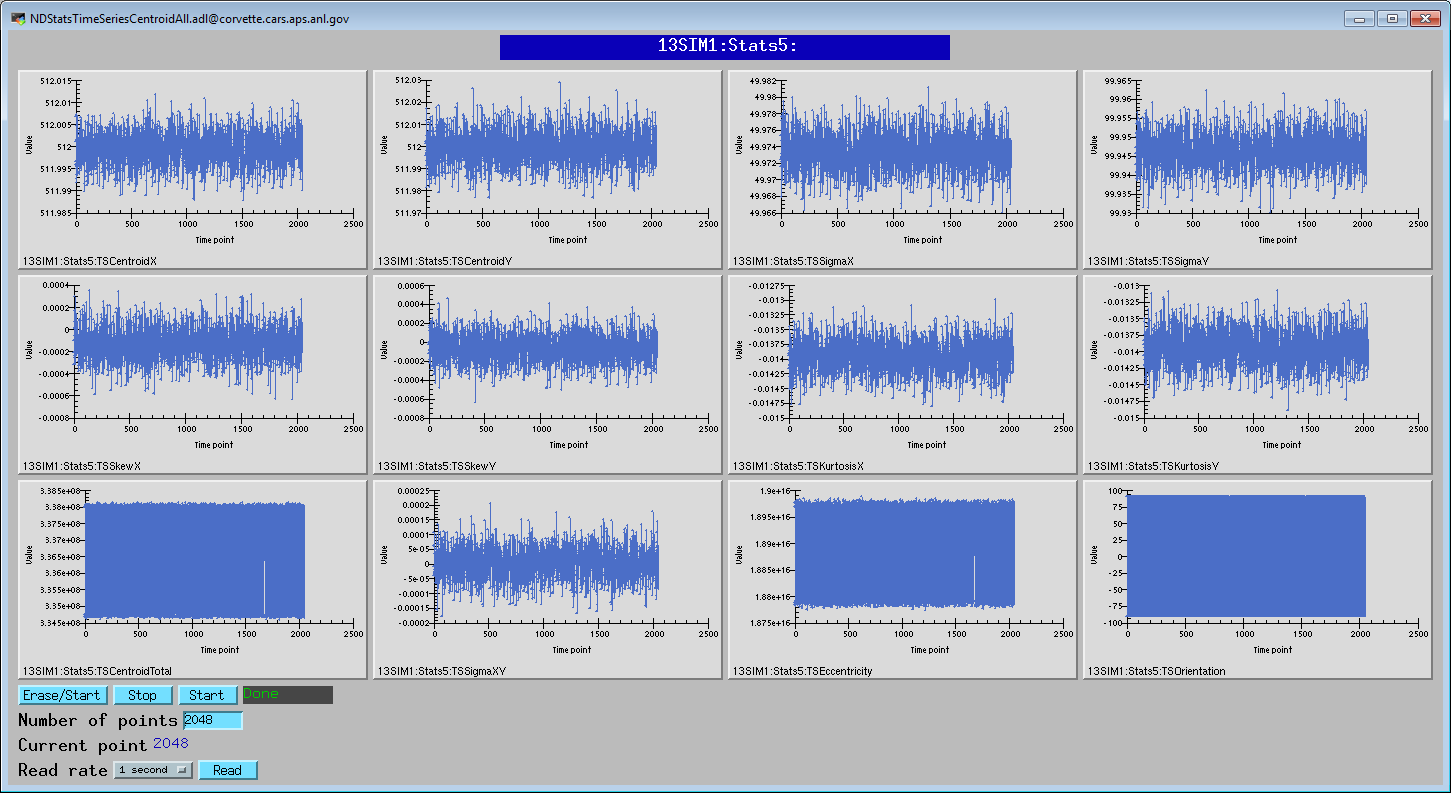 NDStatsTimeSeriesCentroidAll.adl@corvette.cars.aps.anl.gov
13SIM1:Stats5:
512.015
512.01
512.005
512
511.995
511.99
511.985
Value
0 500 1000 1500 2000 2500
Time point
13SIM1:Stats5:TSCentroidX
512.03
512.02
512.01
512
511.99
511.98
511.97
Value
0 500 1000 1500 2000 2500
Time point
13SIM1:Stats5:TSCentroidY
49.982
49.98
49.978
49.976
49.974
49.972
49.97
49.968
49.966
Value
0 500 1000 1500 2000 2500
Time point
13SIM1:Stats5:TSSigmaX
99.965
99.96
99.955
99.95
99.945
99.94
99.935
99.93
Value
0 500 1000 1500 2000 2500
Time point
13SIM1:Stats5:TSSigmaY
0.0004
0.0002
0
-0.0002
-0.0004
-0.0006
-0.0008
Value
0 500 1000 1500 2000 2500
Time point
13SIM1:Stats5:TSSkewX
0.0006
0.0004
0.0002
0
-0.0002
-0.0004
-0.0006
-0.0008
Value
0 500 1000 1500 2000 2500
Time point
13SIM1:Stats5:TSSkewY
-0.01275
-0.013
-0.01325
-0.0135
-0.01375
-0.014
-0.01425
-0.0145
-0.01475
-0.015
Value
0 500 1000 1500 2000 2500
Time point
13SIM1:Stats5:TSKurtosisX
-0.013
-0.01325
-0.0135
-0.01375
-0.014
-0.01425
-0.0145
-0.01475
-0.015
Value
0 500 1000 1500 2000 2500
Time point
13SIM1:Stats5:TSKurtosisY
3.385e+08
3.38e+08
3.375e+08
3.37e+08
3.365e+08
3.36e+08
3.355e+08
3.35e+08
3.345e+08
Value
0 500 1000 1500 2000 2500
Time point
13SIM1:Stats5:TSCentroidTotal
0.00025
0.0002
0.00015
0.0001
5e-05
0
-5e-05
-0.0001
-0.00015
-0.0002
Value
0 500 1000 1500 2000 2500
Time point
13SIM1:Stats5:TSSigmaXY
1.9e+16
1.895e+16
1.89e+16
1.885e+16
1.88e+16
1.875e+16
Value
0 500 1000 1500 2000 2500
Time point
13SIM1:Stats5:TSEccentricity
100
75
50
25
0
-25
-50
-75
-100
Value
0 500 1000 1500 2000 2500
Time point
13SIM1:Stats5:TSOrientation
Erase/Start Stop Start Done
Number of points 2048
Current point 2048
Read rate 1 second Read